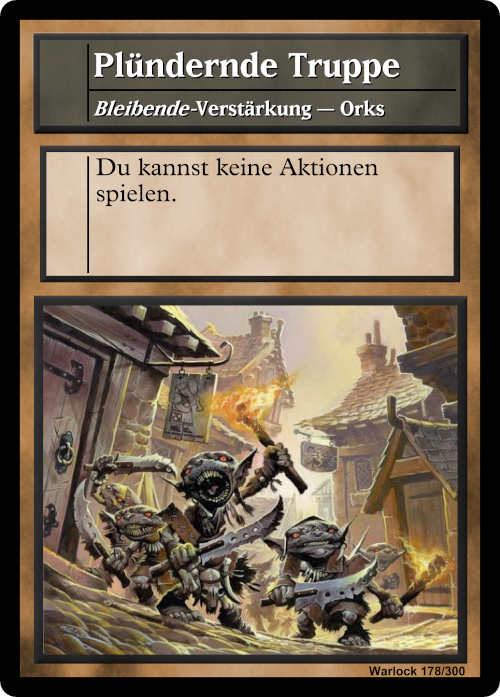 Plündernde Truppe
Bleibende-Verstärkung — Orks
Du kannst keine Aktionen
spielen.
Warlock 178/300